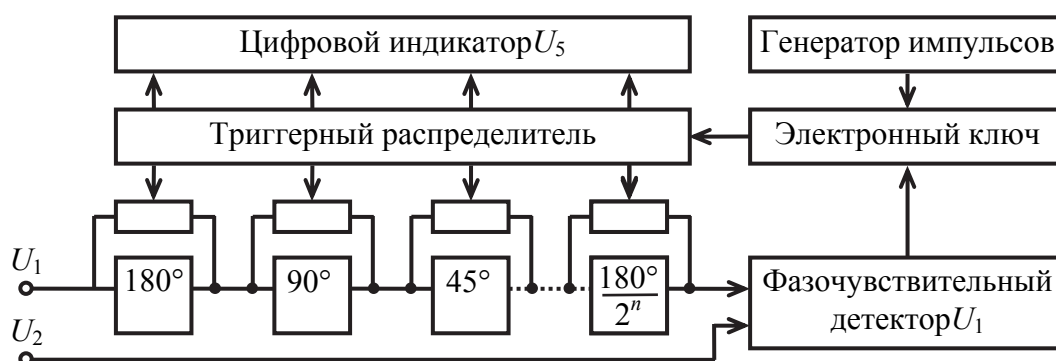 Цифровой индикатор U5
Генератор импульсов
Триггерный распределитель
Электронный ключ
U1
180°
90°
45°
180°
2n
Фазочувствительный
детектор U1
U2